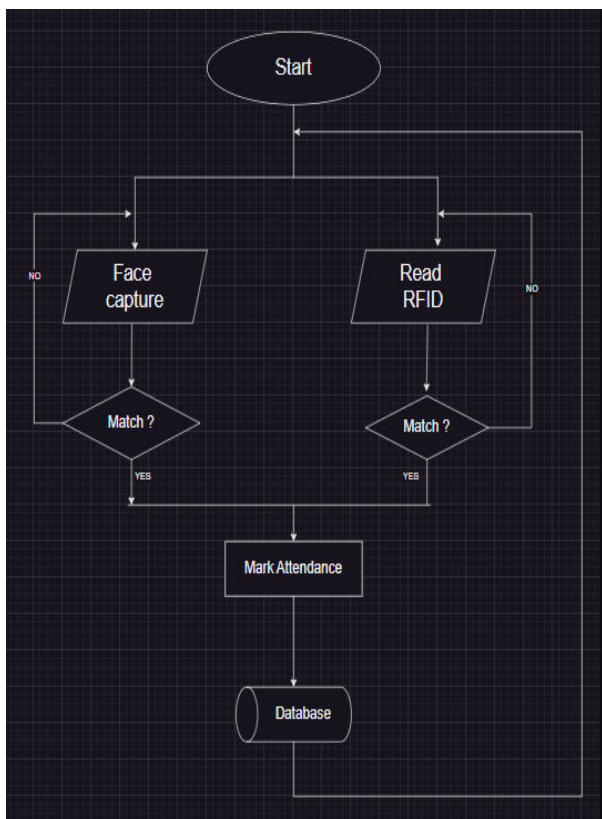 Start
Face
capture
Read
RFID
NO
NO
Match ?
Match ?
YES
YES
Mark Attendance
Database